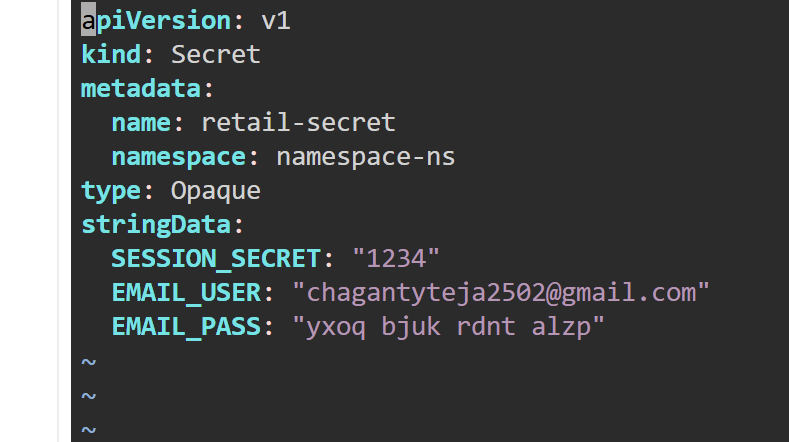 apiVersion: v1
kind: Secret
metadata:
  name: retail-secret
  namespace: namespace-ns
type: Opaque
stringData:
  SESSION_SECRET: "1234"
  EMAIL_USER: "chagantyteja2502@gmail.com"
  EMAIL_PASS: "yxoq bjuk rdnt alzp"
~
~
~